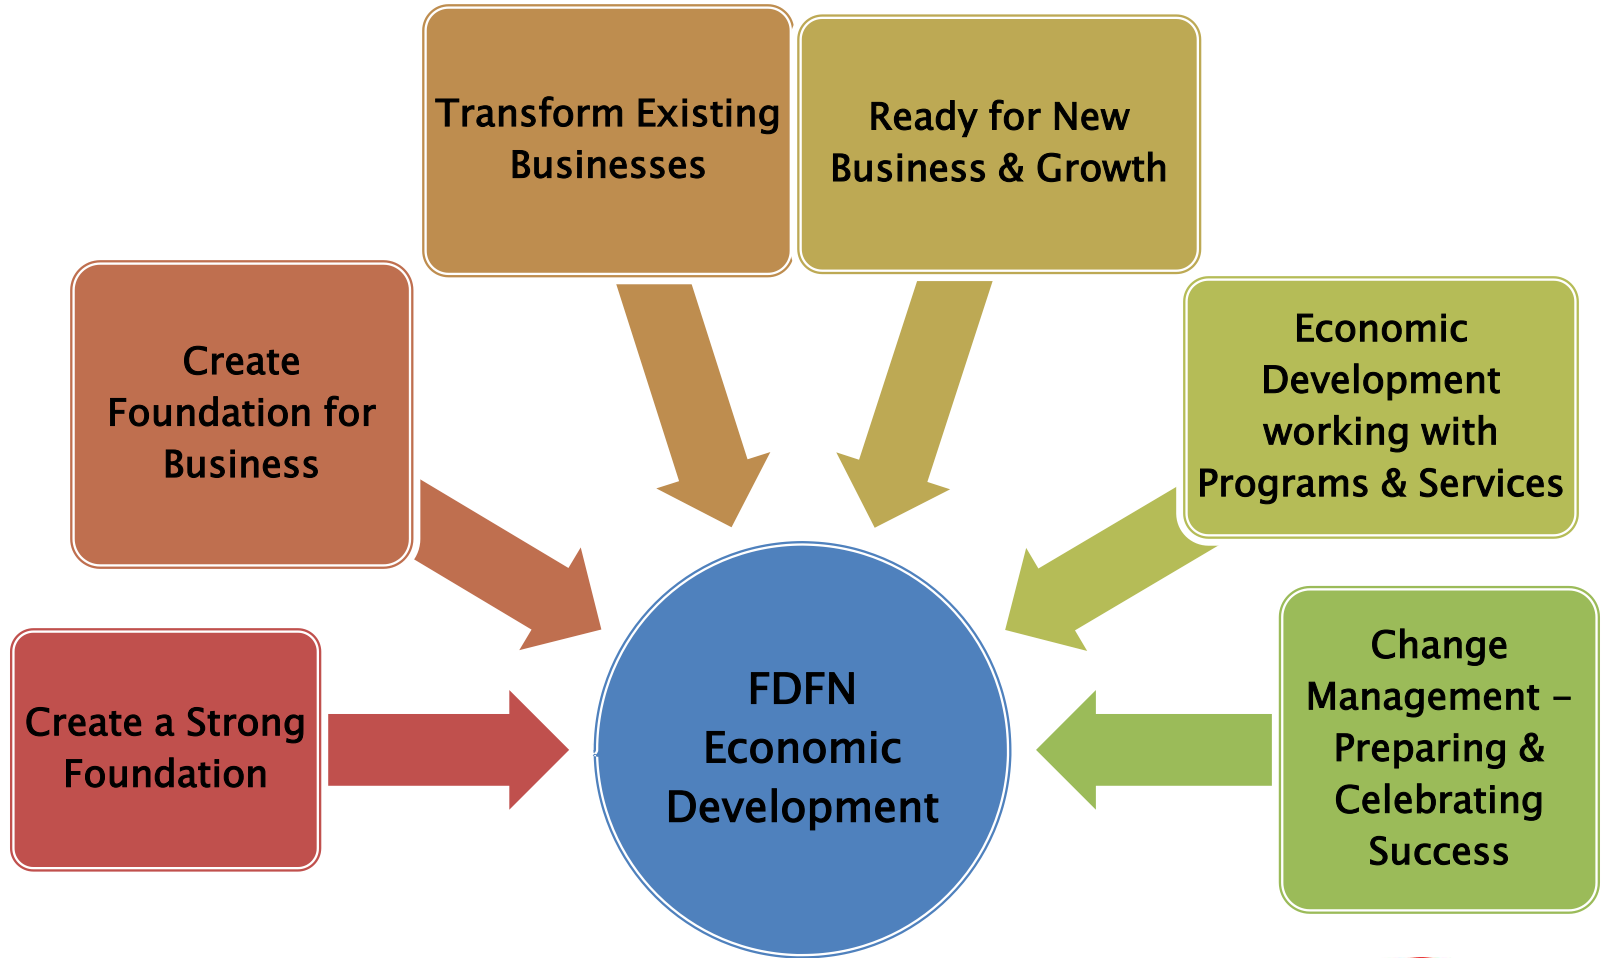 Transform Existing
Businesses
Ready for New
Business & Growth
Create
Foundation for
Business
Economic
Development
working with
Programs & Services
Create a Strong
Foundation
FDFN
Economic
Development
Change
Management –
Preparing &
Celebrating
Success